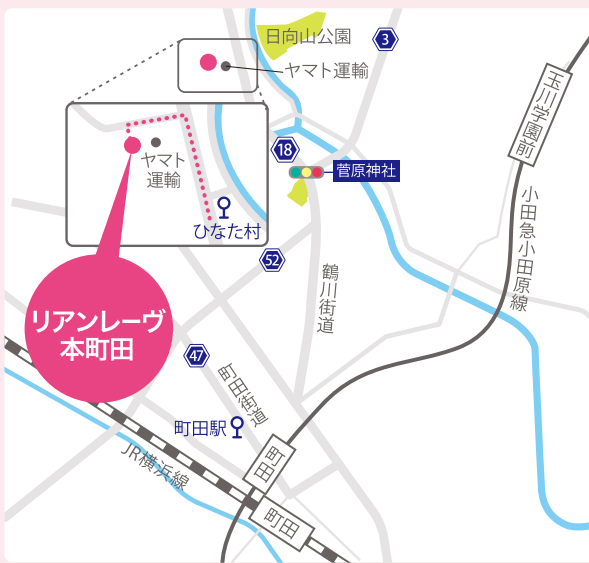 日向山公園
3
ヤマト運輸
玉川学園前
18
菅原神社
ヤマト
運輸
ひなた村
小田急小田原線
52
鶴川街道
リアンレーヴ
本町田
47
町田街道
町田駅
JR横浜線
町田
町田